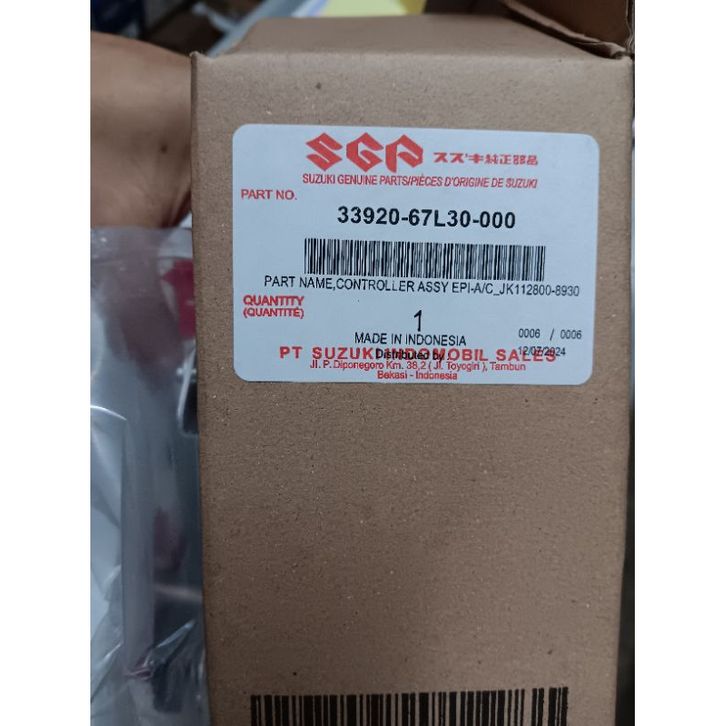 SGP スズキ純正部品
SUZUKI GENUINE PARTS/PIÈCES D'ORIGINE DE SUZUKI
PART NO.
33920-67L30-000
PART NAME,CONTROLLER ASSY EPI-A/C_JK112800-8930
QUANTITY
(QUANTITÉ)
1
MADE IN INDONESIA
0006 / 0006
12/07/2024
Distributed by :
PT SUZUKI INDOMOBIL SALES
Jl. P. Diponegoro Km. 38,2 ( Jl. Toyogiri ), Tambun
Bekasi - Indonesia